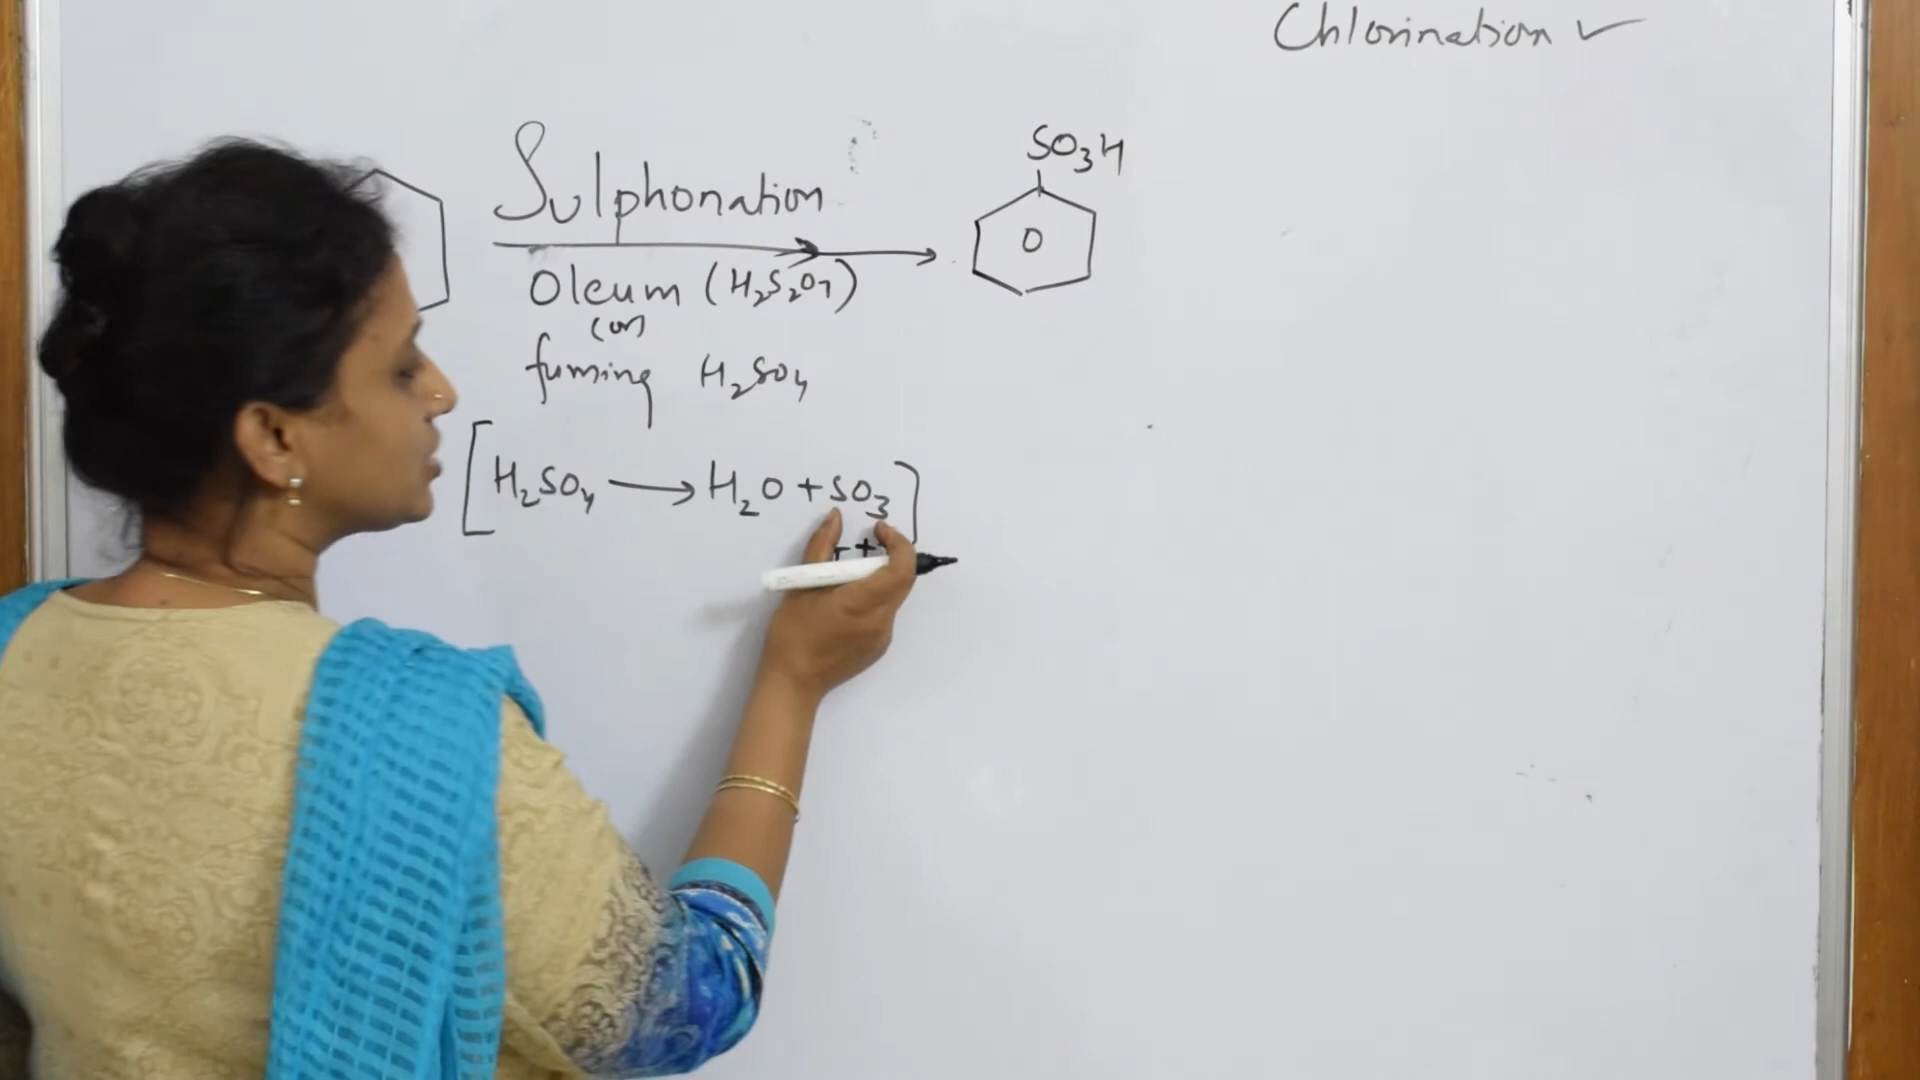 Chlorination ✓
SO₃H
Sulphonation
O
Oleum (H₂S₂O₇)
(or)
fuming H₂SO₄
[H₂SO₄ ⟶ H₂O + SO₃]